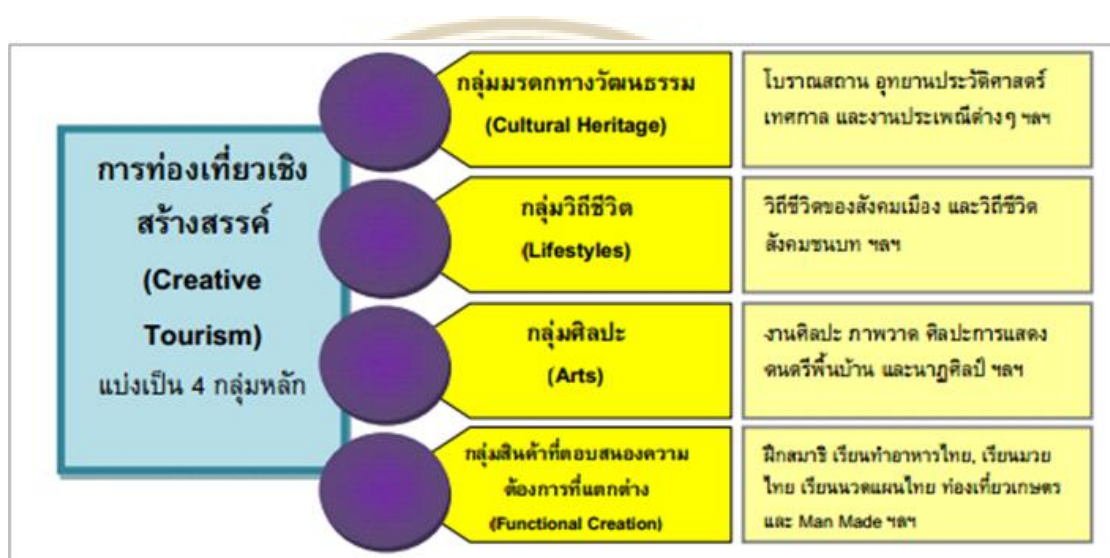 การท่องเที่ยวเชิง
สร้างสรรค์
(Creative
Tourism)
แบ่งเป็น 4 กลุ่มหลัก
กลุ่มมรดกทางวัฒนธรรม
(Cultural Heritage)
โบราณสถาน อุทยานประวัติศาสตร์
เทศกาล และงานประเพณีต่างๆ ฯลฯ
กลุ่มวิถีชีวิต
(Lifestyles)
วิถีชีวิตของสังคมเมือง และวิถีชีวิต
สังคมชนบท ฯลฯ
กลุ่มศิลปะ
(Arts)
งานศิลปะ ภาพวาด ศิลปะการแสดง
ดนตรีพื้นบ้าน และนาฏศิลป์ ฯลฯ
กลุ่มสินค้าที่ตอบสนองความ
ต้องการที่แตกต่าง
(Functional Creation)
ฝึกสมาธิ เรียนทำอาหารไทย, เรียนมวย
ไทย เรียนนวดแผนไทย ท่องเที่ยวเกษตร
และ Man Made ฯลฯ